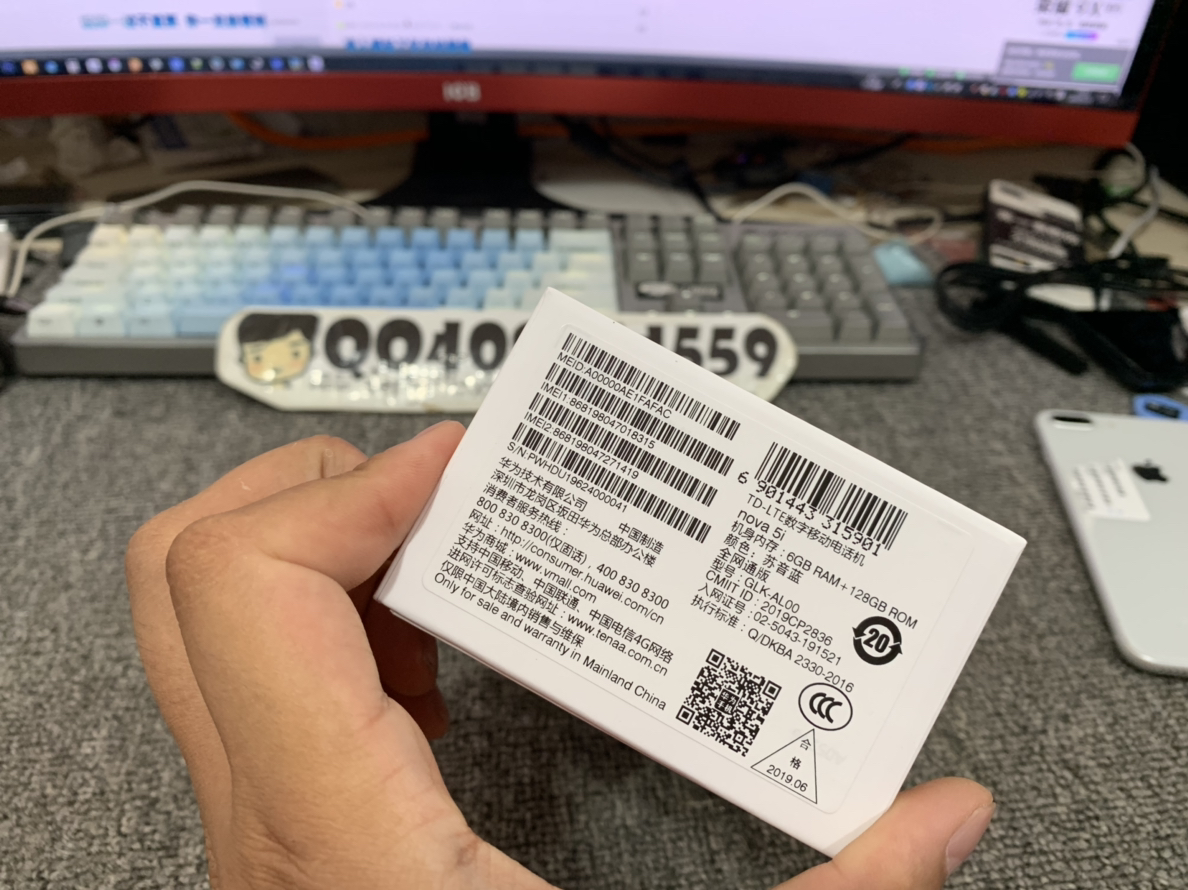 QQ40
1559
MEID:A00000AE1FAFAC
IMEI1:868198047018315
IMEI2:868198047271419
S/N:PWHDU19624000041
华为技术有限公司 中国制造
深圳市龙岗区坂田华为总部办公楼
消费者服务热线:
800 830 8300(仅固话), 400 830 8300
网址: http://consumer.huawei.com/cn
华为商城: www.vmall.com
支持中国移动、中国联通、中国电信4G网络
进网许可标志查验网址: www.tenaa.com.cn
仅限中国大陆境内销售与维保
Only for sale and warranty in Mainland China
6 901443 315901
TD-LTE数字移动电话机
nova 5i
机身内存: 6GB RAM+128GB ROM
颜色: 苏音蓝
全网通版
型号: GLK-AL00
CMIIT ID: 2019CP2836
入网证号: 02-5043-191521
执行标准: Q/DKBA 2330-2016
20
CCC
合
格
2019.06